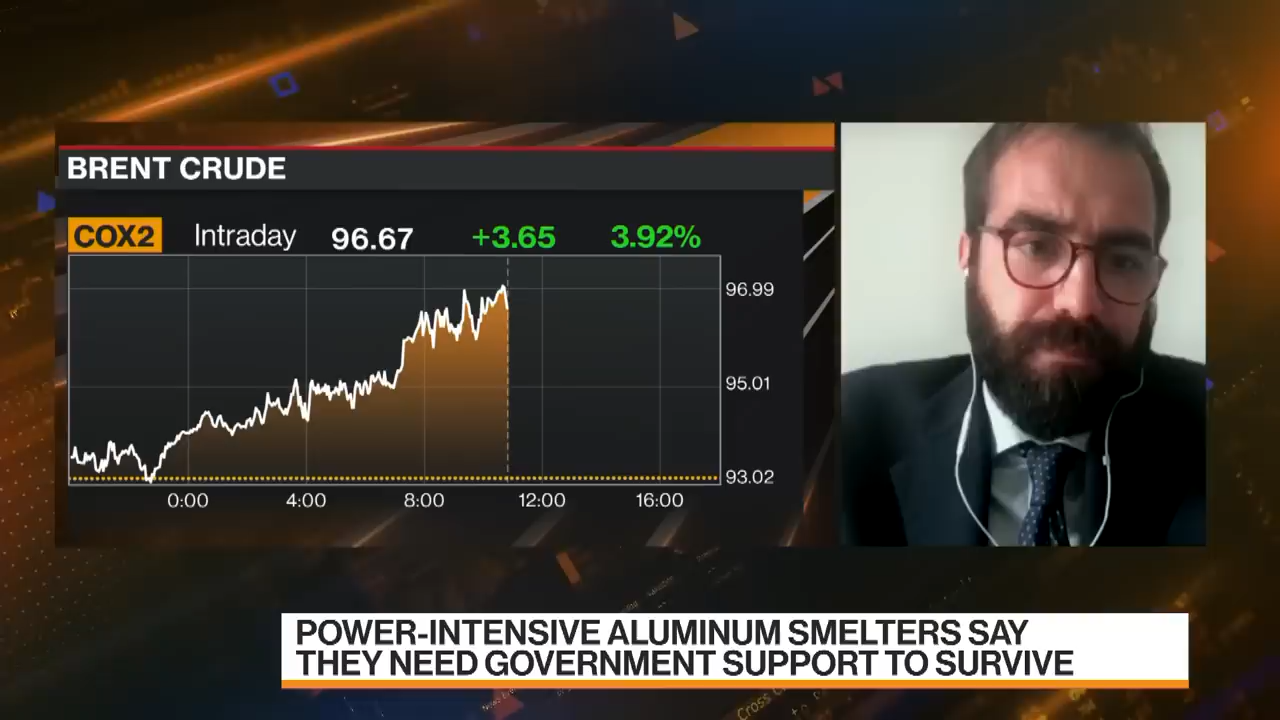 BRENT CRUDE
COX2 Intraday 96.67 +3.65 3.92%
96.99
95.01
93.02
0:00 4:00 8:00 12:00 16:00
POWER-INTENSIVE ALUMINUM SMELTERS SAY
THEY NEED GOVERNMENT SUPPORT TO SURVIVE